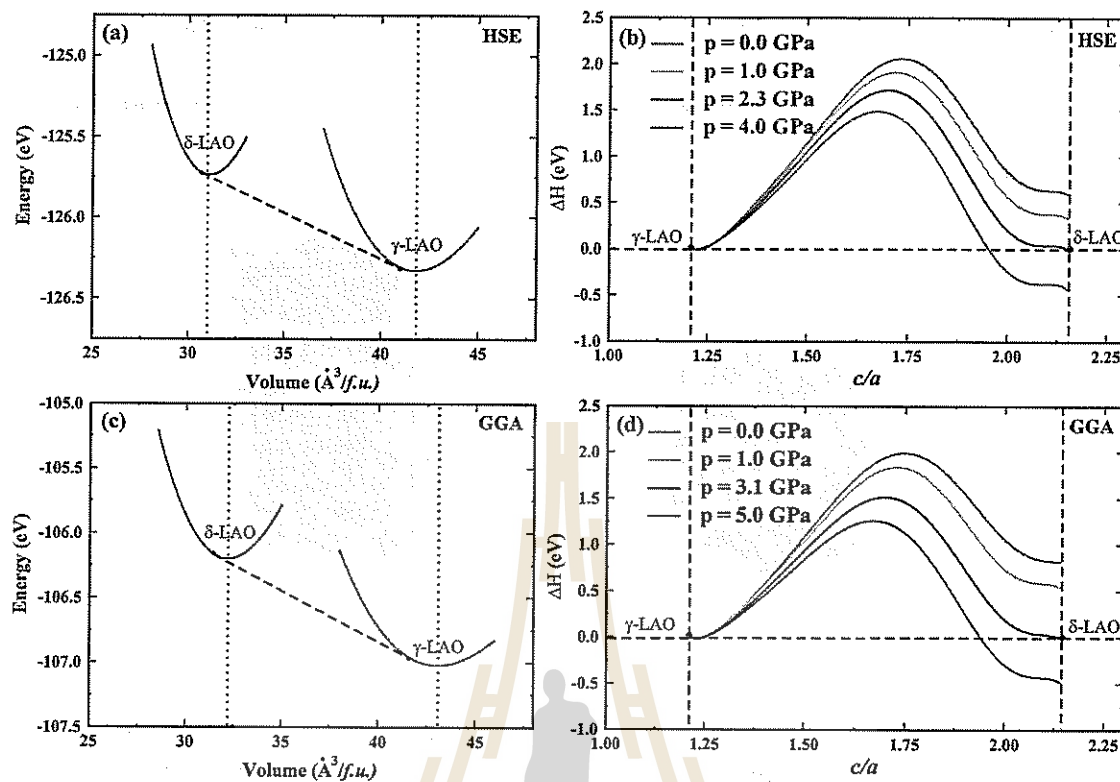 (a)
HSE
-125.0
-125.5
-126.0
-126.5
Energy (eV)
δ-LAO
γ-LAO
25
30
35
40
45
Volume (Å³/f.u.)
(b)
HSE
p = 0.0 GPa
p = 1.0 GPa
p = 2.3 GPa
p = 4.0 GPa
2.5
2.0
1.5
1.0
0.5
0.0
-0.5
-1.0
ΔH (eV)
γ-LAO
δ-LAO
1.00
1.25
1.50
1.75
2.00
2.25
c/a
(c)
GGA
-105.0
-105.5
-106.0
-106.5
-107.0
-107.5
Energy (eV)
δ-LAO
γ-LAO
25
30
35
40
45
Volume (Å³/f.u.)
(d)
GGA
p = 0.0 GPa
p = 1.0 GPa
p = 3.1 GPa
p = 5.0 GPa
2.5
2.0
1.5
1.0
0.5
0.0
-0.5
-1.0
ΔH (eV)
γ-LAO
δ-LAO
1.00
1.25
1.50
1.75
2.00
2.25
c/a